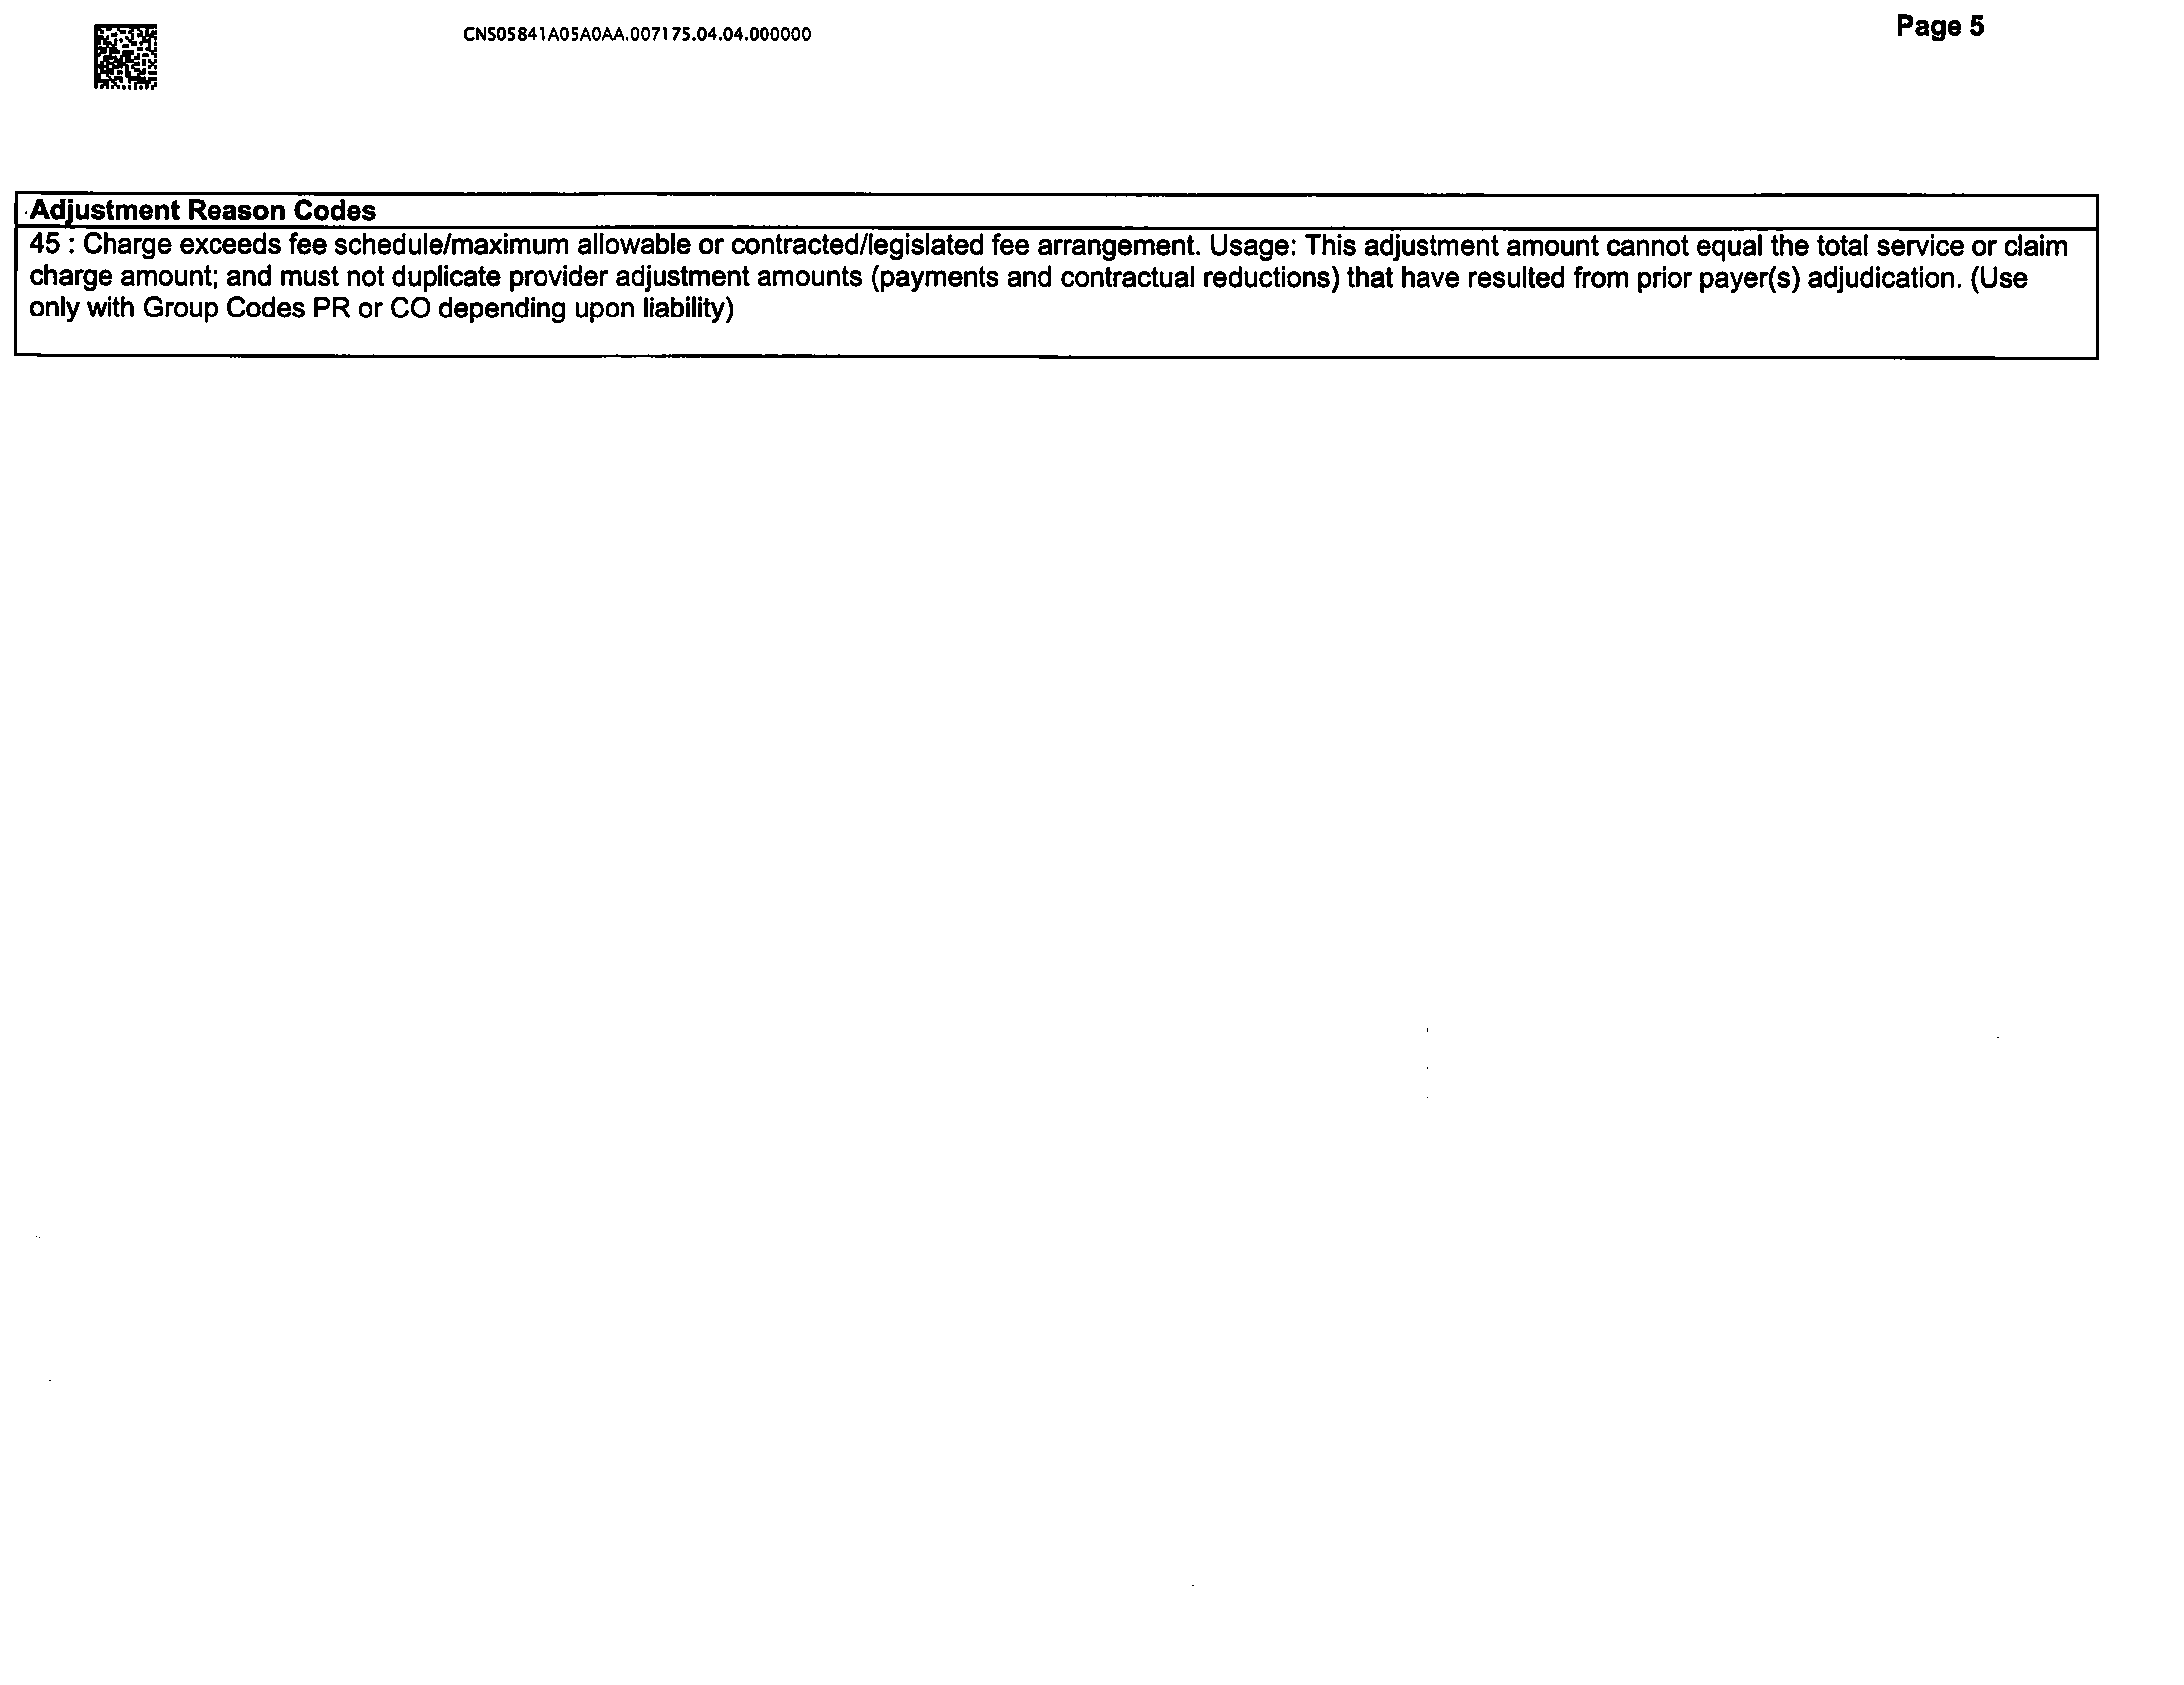 CNS05841A05A0AA.007175.04.04.000000
Page 5
Adjustment Reason Codes
45 : Charge exceeds fee schedule/maximum allowable or contracted/legislated fee arrangement. Usage: This adjustment amount cannot equal the total service or claim
charge amount; and must not duplicate provider adjustment amounts (payments and contractual reductions) that have resulted from prior payer(s) adjudication. (Use
only with Group Codes PR or CO depending upon liability)